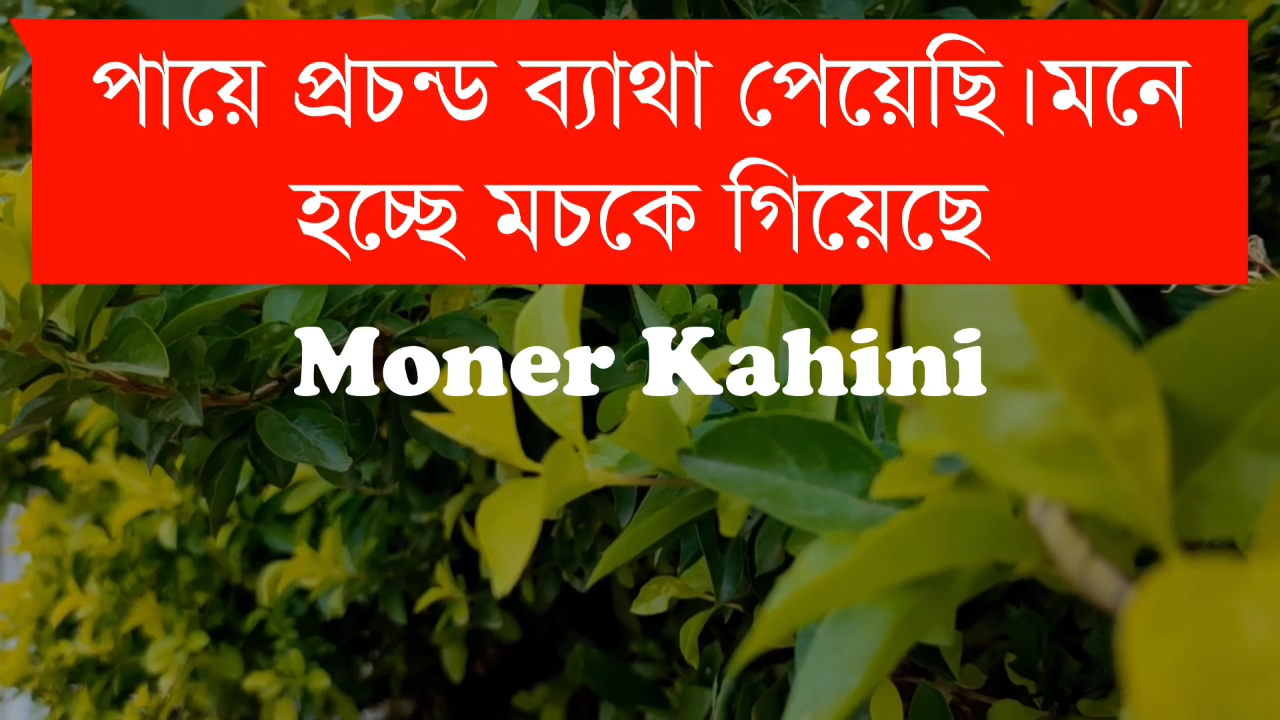 পায়ে প্রচন্ড ব্যাথা পেয়েছি।মনে
হচ্ছে মচকে গিয়েছে
Moner Kahini